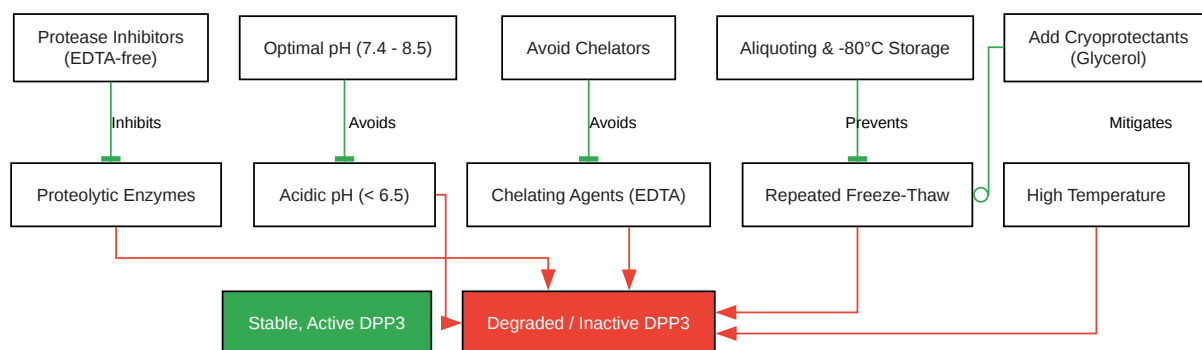 Protease Inhibitors
(EDTA-free)
Optimal pH (7.4 - 8.5)
Avoid Chelators
Aliquoting & -80°C Storage
Add Cryoprotectants
(Glycerol)
Inhibits
Avoids
Avoids
Prevents
Mitigates
Proteolytic Enzymes
Acidic pH (< 6.5)
Chelating Agents (EDTA)
Repeated Freeze-Thaw
High Temperature
Stable, Active DPP3
Degraded / Inactive DPP3